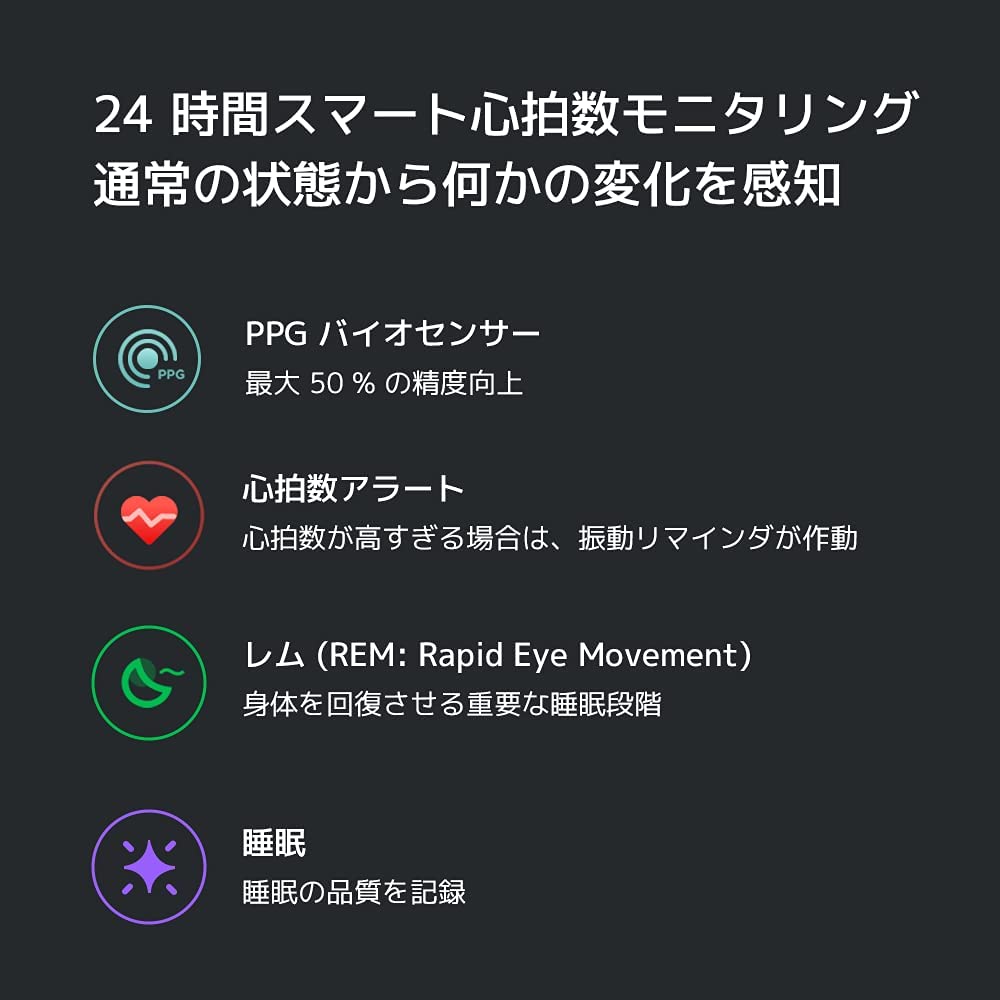 24 時間スマート心拍数モニタリング
通常の状態から何かの変化を感知
PPG
PPG バイオセンサー
最大 50 % の精度向上
心拍数アラート
心拍数が高すぎる場合は、振動リマインダが作動
レム (REM: Rapid Eye Movement)
身体を回復させる重要な睡眠段階
睡眠
睡眠の品質を記録